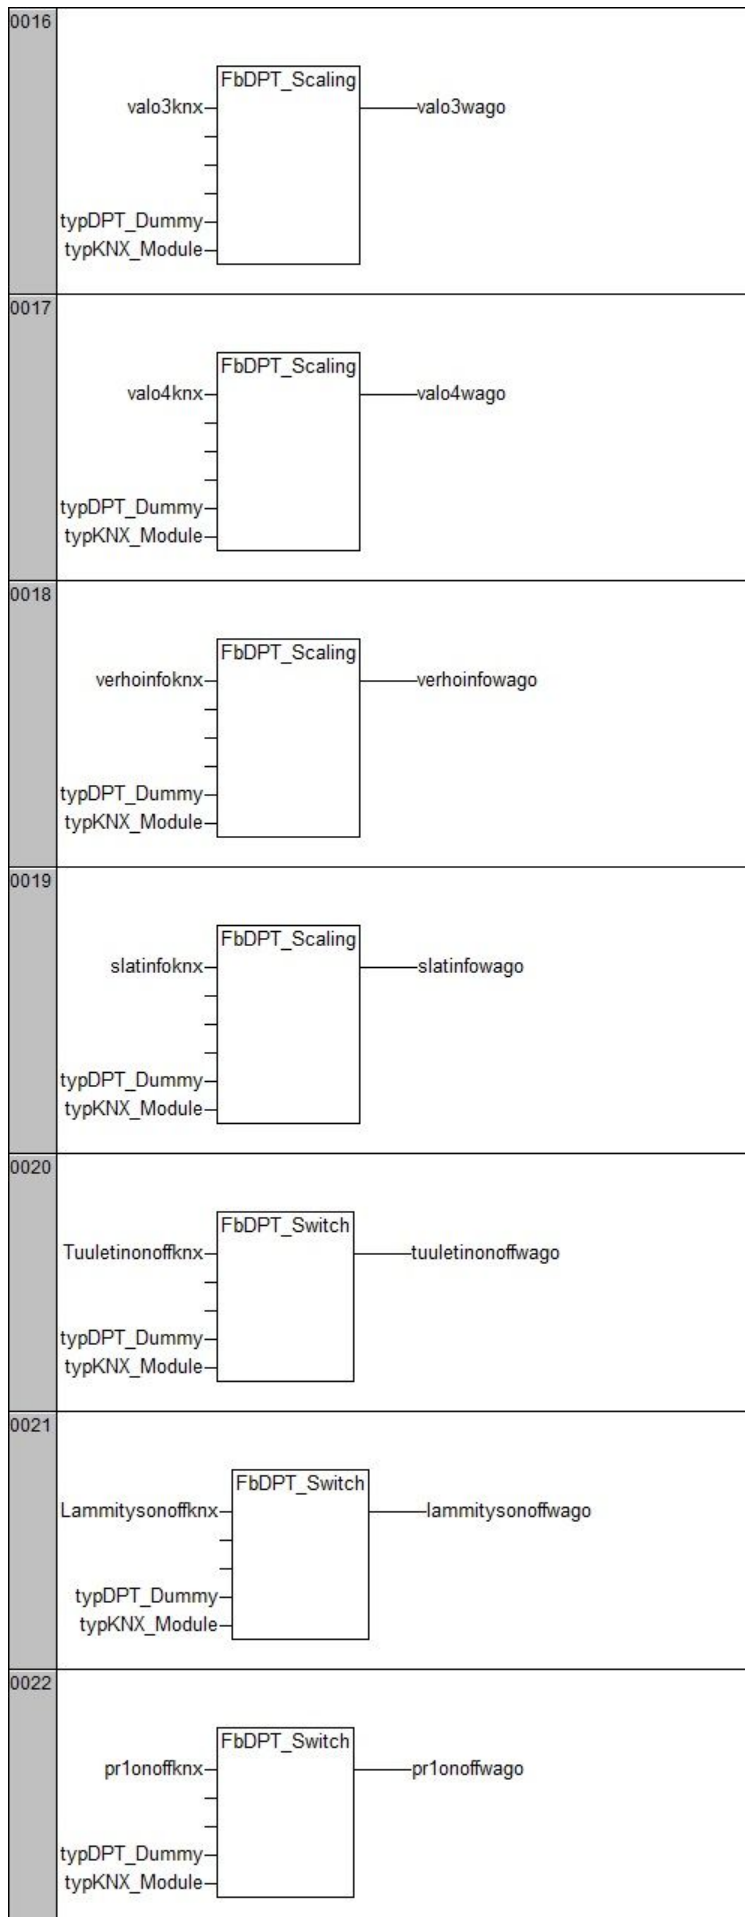 0016
FbDPT_Scaling
valo3knx valo3wago
typDPT_Dummy
typKNX_Module
0017
FbDPT_Scaling
valo4knx valo4wago
typDPT_Dummy
typKNX_Module
0018
FbDPT_Scaling
verhoinfoknx verhoinfowago
typDPT_Dummy
typKNX_Module
0019
FbDPT_Scaling
slatinfoknx slatinfowago
typDPT_Dummy
typKNX_Module
0020
FbDPT_Switch
Tuuletinonoffknx tuuletinonoffwago
typDPT_Dummy
typKNX_Module
0021
FbDPT_Switch
Lammitysonoffknx lammitysonoffwago
typDPT_Dummy
typKNX_Module
0022
FbDPT_Switch
pr1onoffknx pr1onoffwago
typDPT_Dummy
typKNX_Module